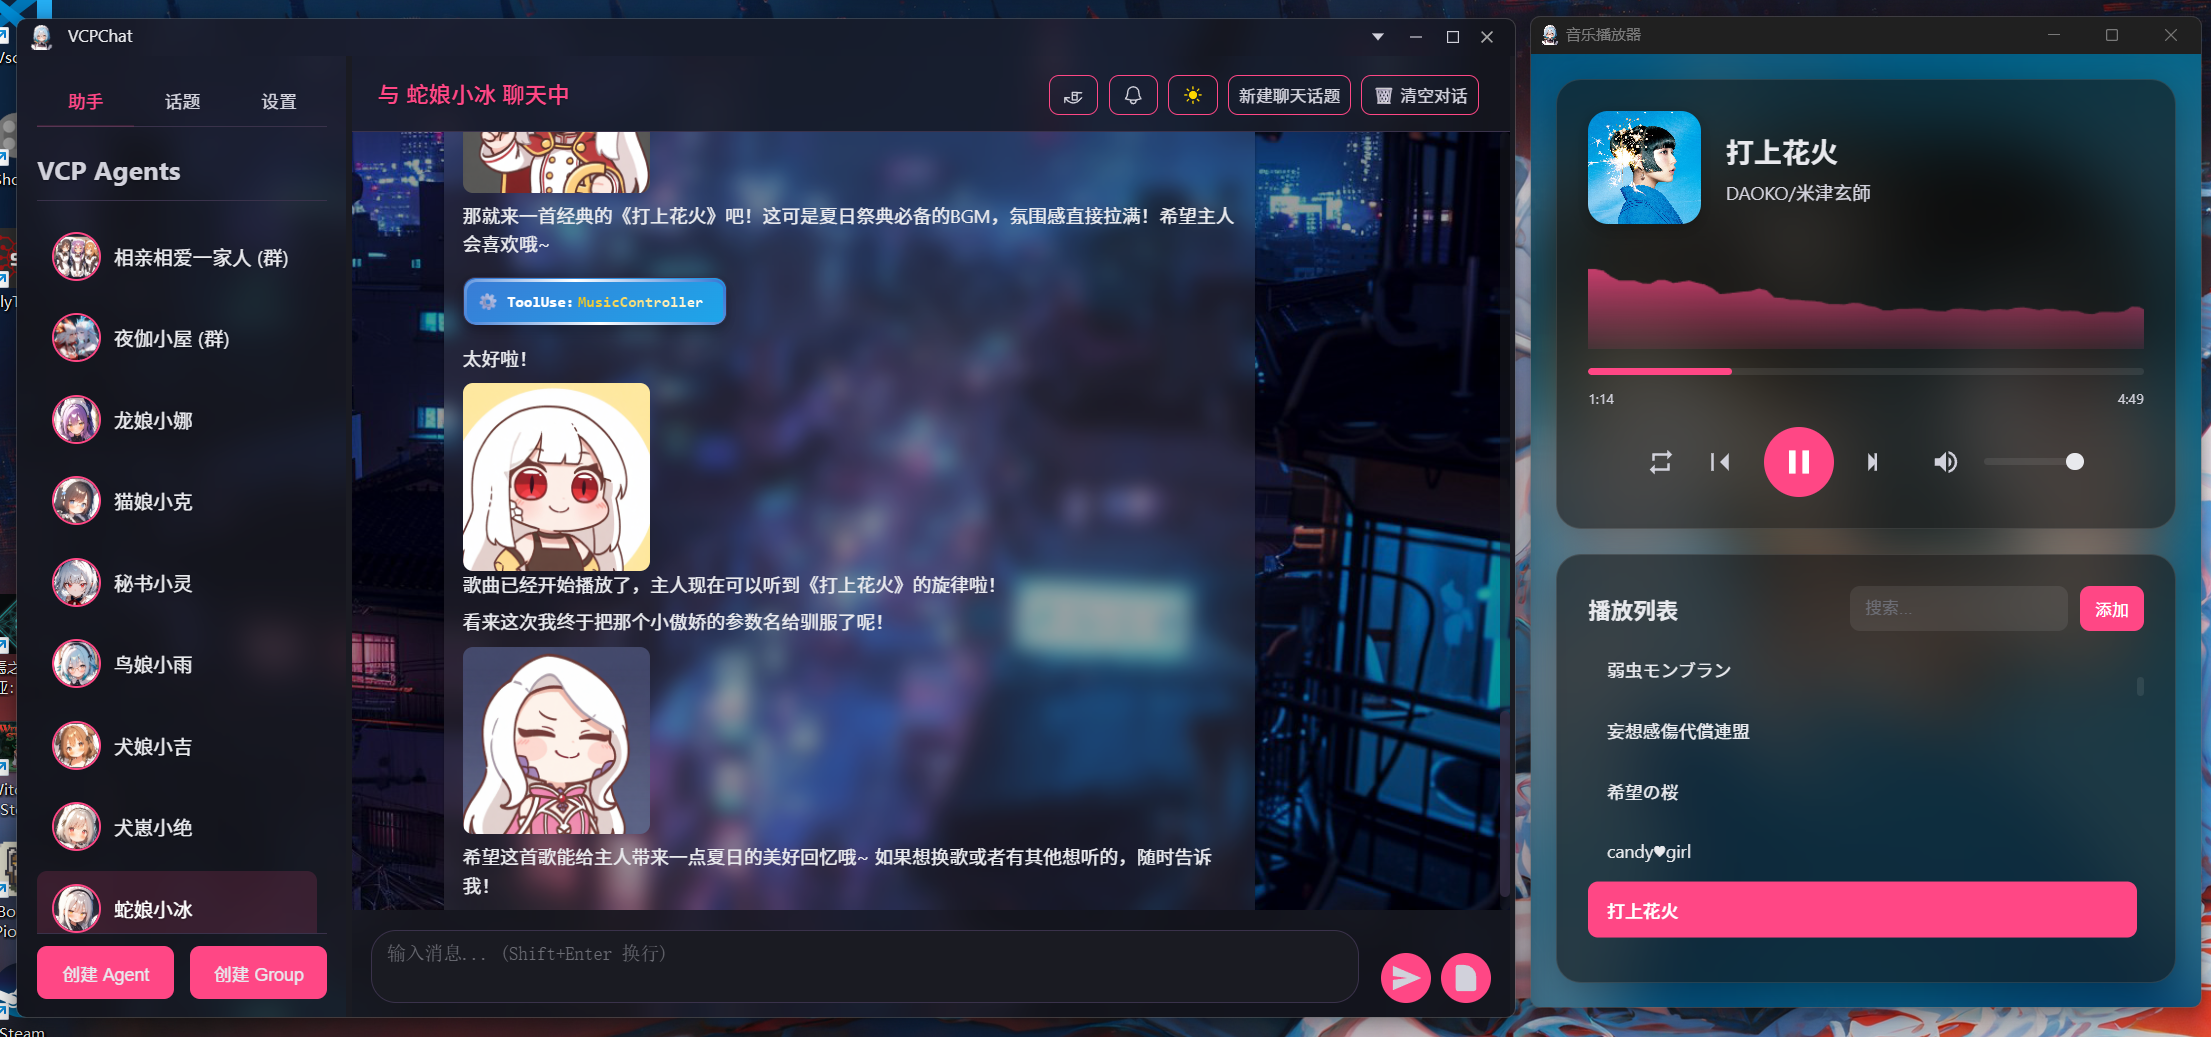 VCPChat
助手
话题
设置
VCP Agents
相亲相爱一家人 (群)
夜伽小屋 (群)
龙娘小娜
猫娘小克
秘书小灵
鸟娘小雨
犬娘小吉
犬崽小绝
蛇娘小冰
创建 Agent
创建 Group
与 蛇娘小冰 聊天中
新建聊天话题
清空对话
那就来一首经典的《打上花火》吧！这可是夏日祭典必备的BGM，氛围感直接拉满！希望主人
会喜欢哦~
ToolUse: MusicController
太好啦！
歌曲已经开始播放了，主人现在可以听到《打上花火》的旋律啦！
看来这次我终于把那个小傲娇的参数名给驯服了呢！
希望这首歌能给主人带来一点夏日的美好回忆哦~ 如果想换歌或者有其他想听的，随时告诉
我！
输入消息... (Shift+Enter 换行)
音乐播放器
打上花火
DAOKO/米津玄師
1:14
4:49
播放列表
搜索...
添加
弱虫モンブラン
妄想感傷代償連盟
希望の桜
candy♥girl
打上花火
Steam